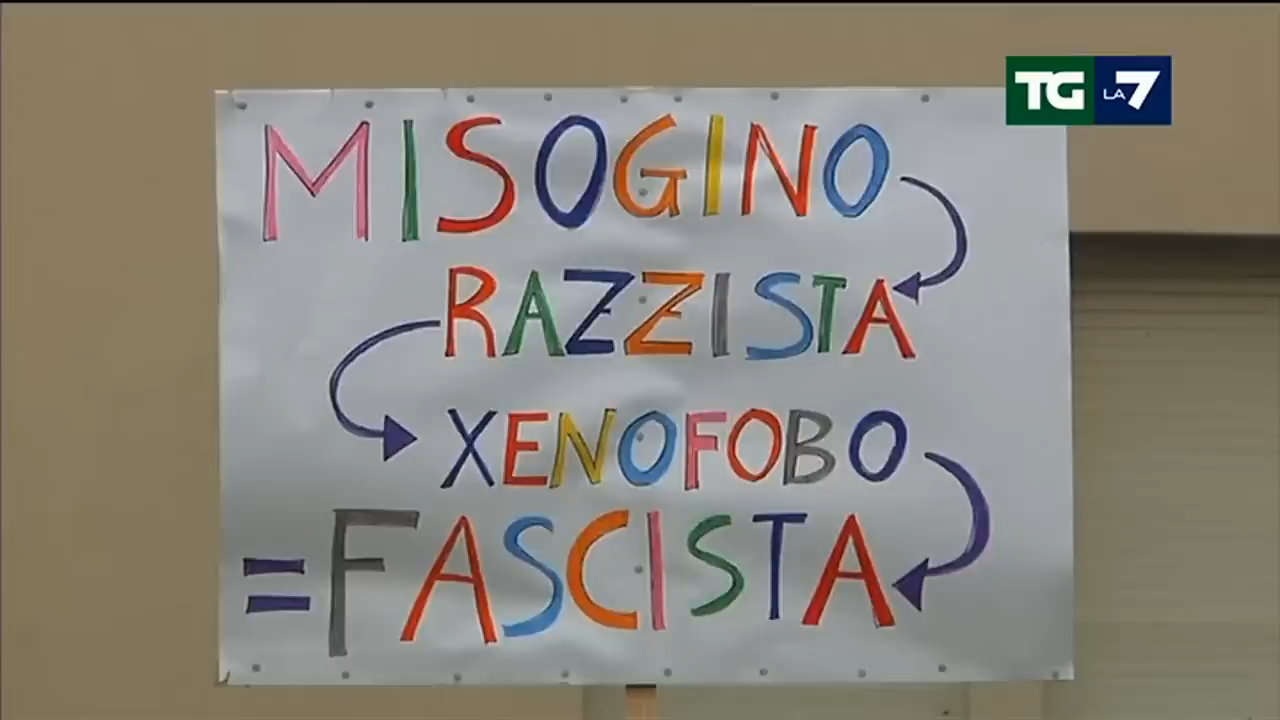 TG LA7
MISOGINO
RAZZISTA
XENOFOBO
=FASCISTA